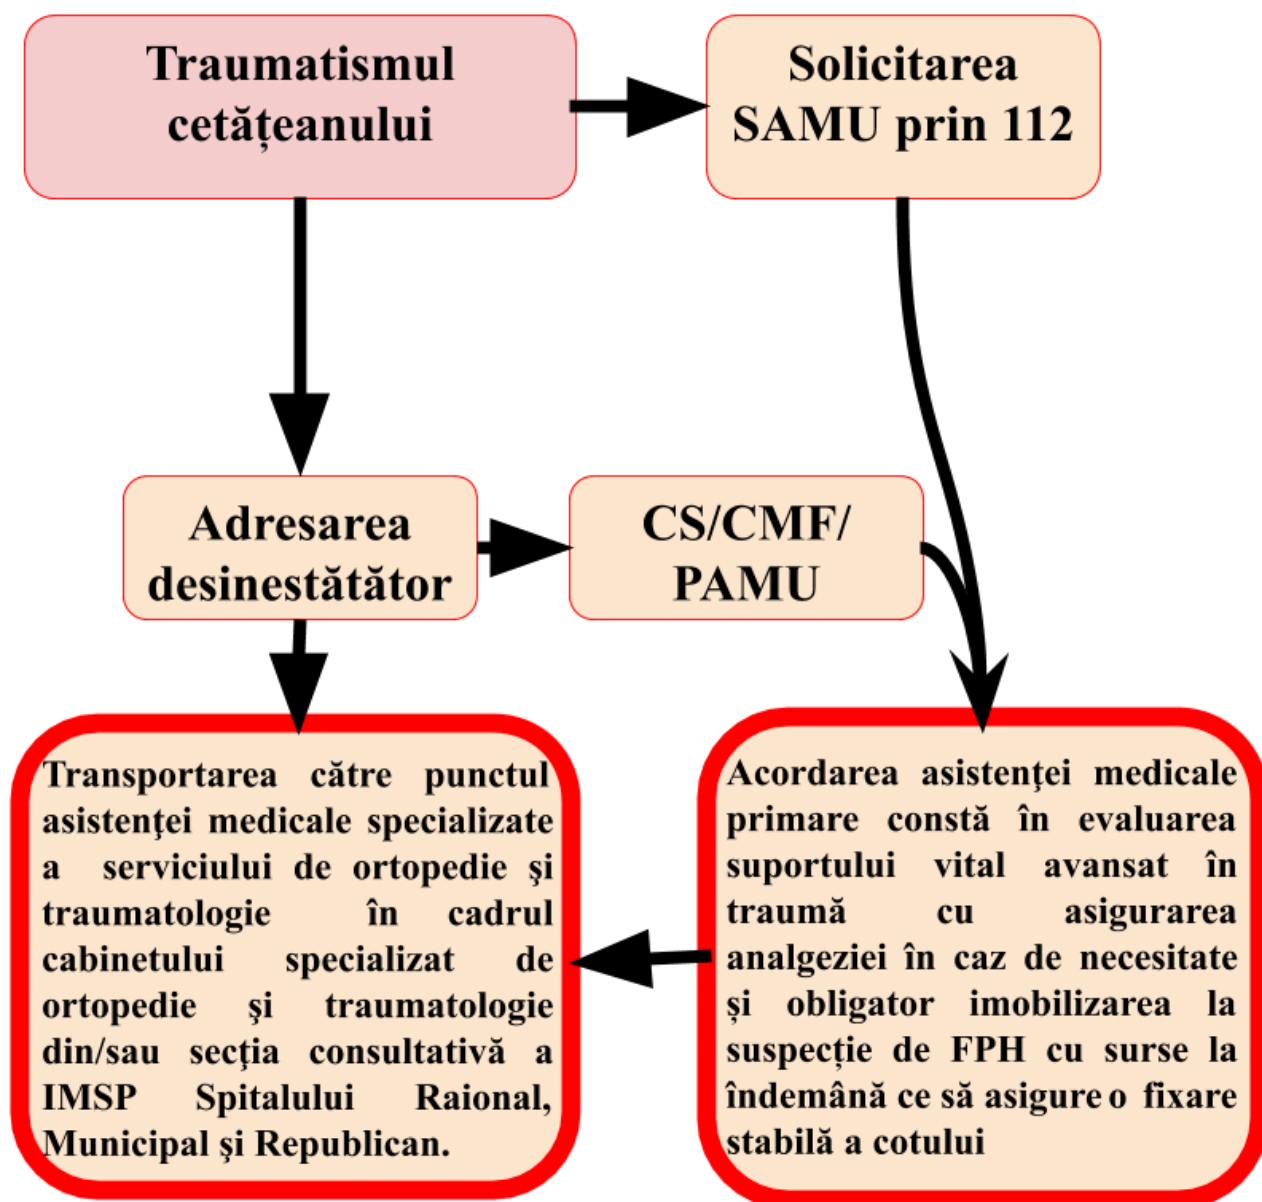 Traumatismul
cetățeanului
Solicitarea
SAMU prin 112
Adresarea
desinestătător
CS/CMF/
PAMU
Transportarea către punctul
asistenţei medicale specializate
a serviciului de ortopedie şi
traumatologie în cadrul
cabinetului specializat de
ortopedie şi traumatologie
din/sau secţia consultativă a
IMSP Spitalului Raional,
Municipal şi Republican.
Acordarea asistenţei medicale
primare constă în evaluarea
suportului vital avansat în
traumă cu asigurarea
analgeziei în caz de necesitate
și obligator imobilizarea la
suspecție de FPH cu surse la
îndemână ce să asigure o fixare
stabilă a cotului